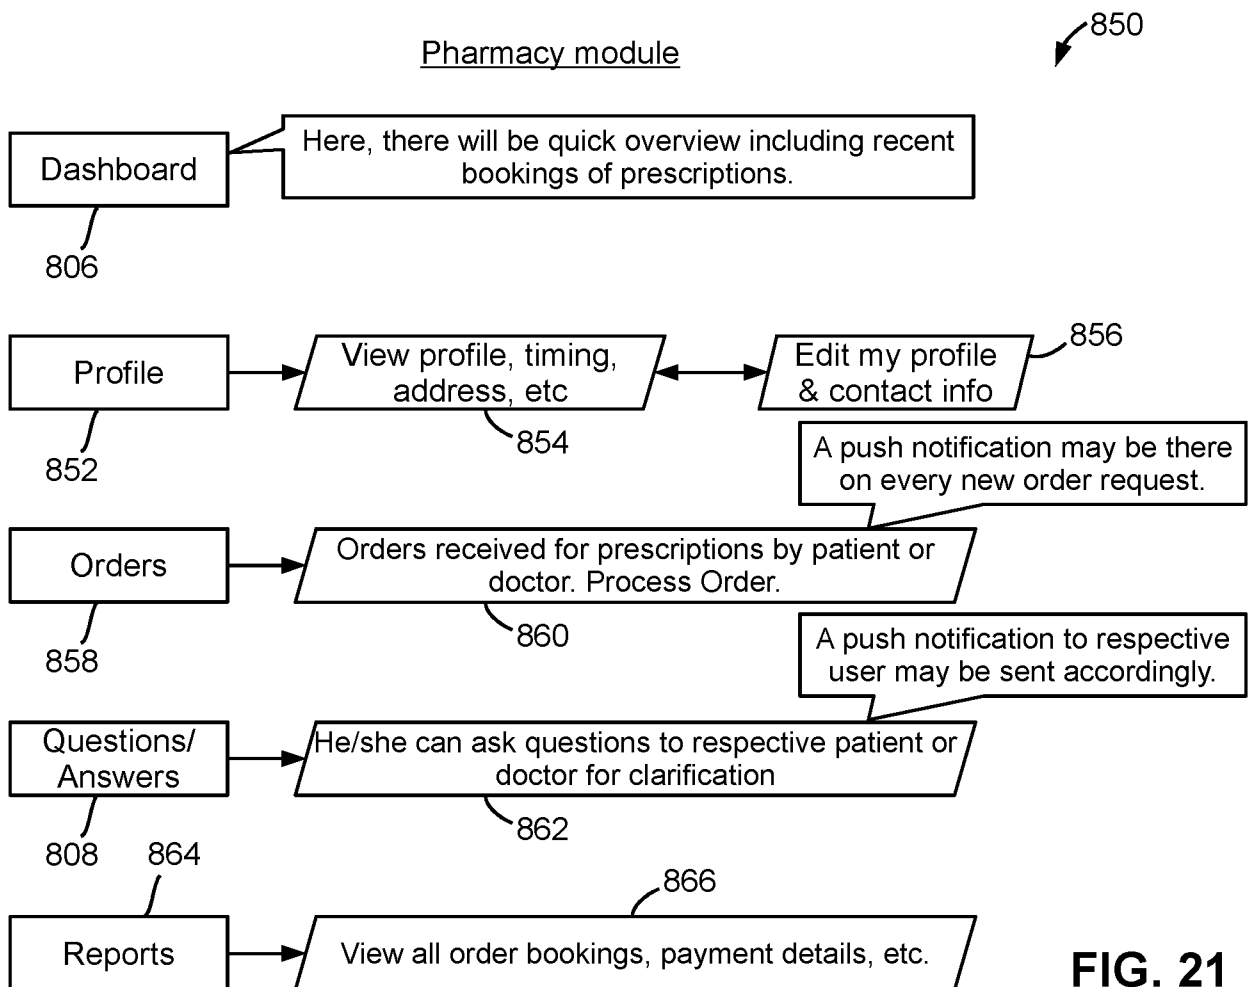 850
Pharmacy module
Dashboard
Here, there will be quick overview including recent
bookings of prescriptions.
806
Profile
View profile, timing,
address, etc
Edit my profile
& contact info
856
852
854
A push notification may be there
on every new order request.
Orders
Orders received for prescriptions by patient or
doctor. Process Order.
858
860
A push notification to respective
user may be sent accordingly.
Questions/
Answers
He/she can ask questions to respective patient or
doctor for clarification
808
862
864
866
Reports
View all order bookings, payment details, etc.
FIG. 21